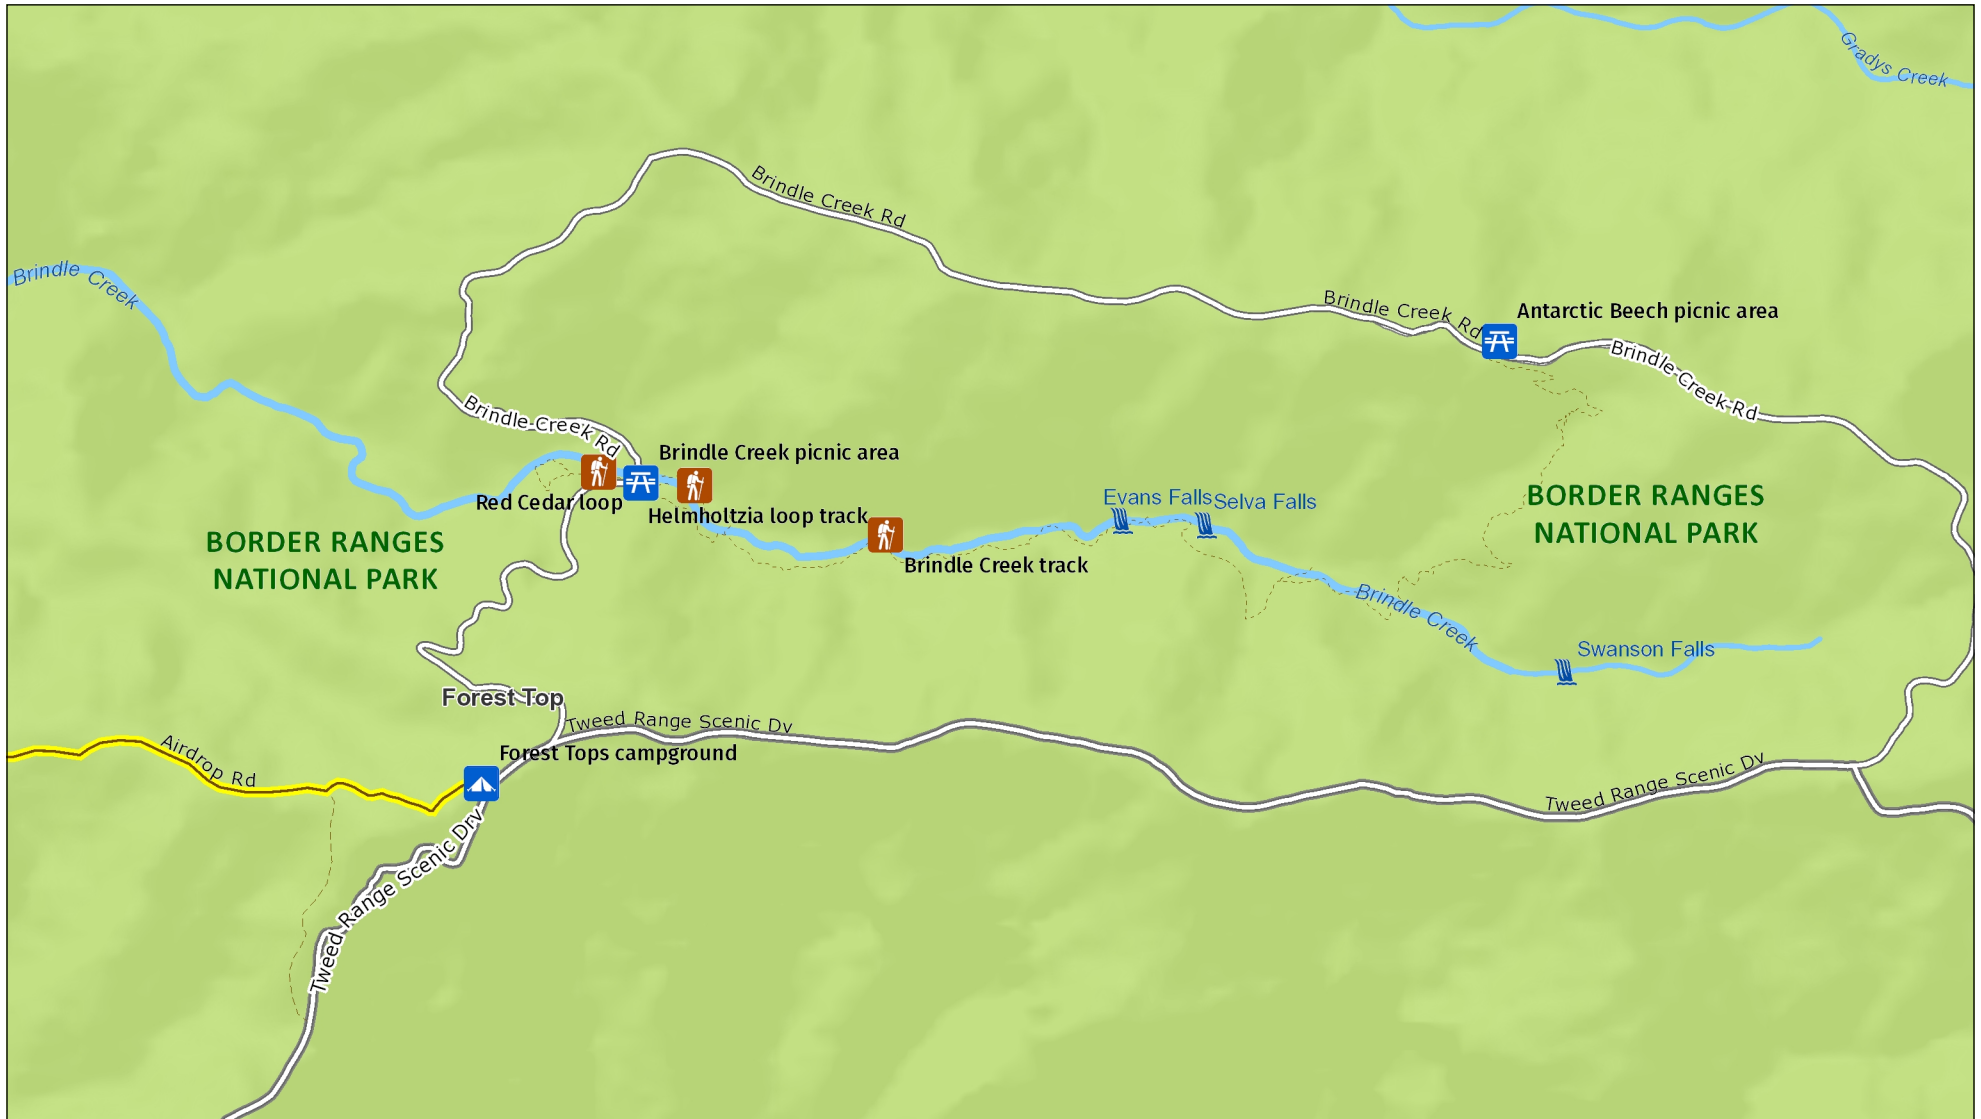 Gradys Creek
Brindle Creek Rd
Brindle Creek
Brindle Creek Rd
Antarctic Beech picnic area
Brindle Creek Rd
Brindle Creek Rd
Brindle Creek picnic area
Red Cedar loop
Helmholtzia loop track
Evans Falls
Selva Falls
BORDER RANGES
NATIONAL PARK
BORDER RANGES
NATIONAL PARK
Brindle Creek track
Brindle Creek
Swanson Falls
Forest Top
Tweed Range Scenic Dv
Forest Tops campground
Airdrop Rd
Tweed Range Scenic Dv
Tweed Range Scenic Drv